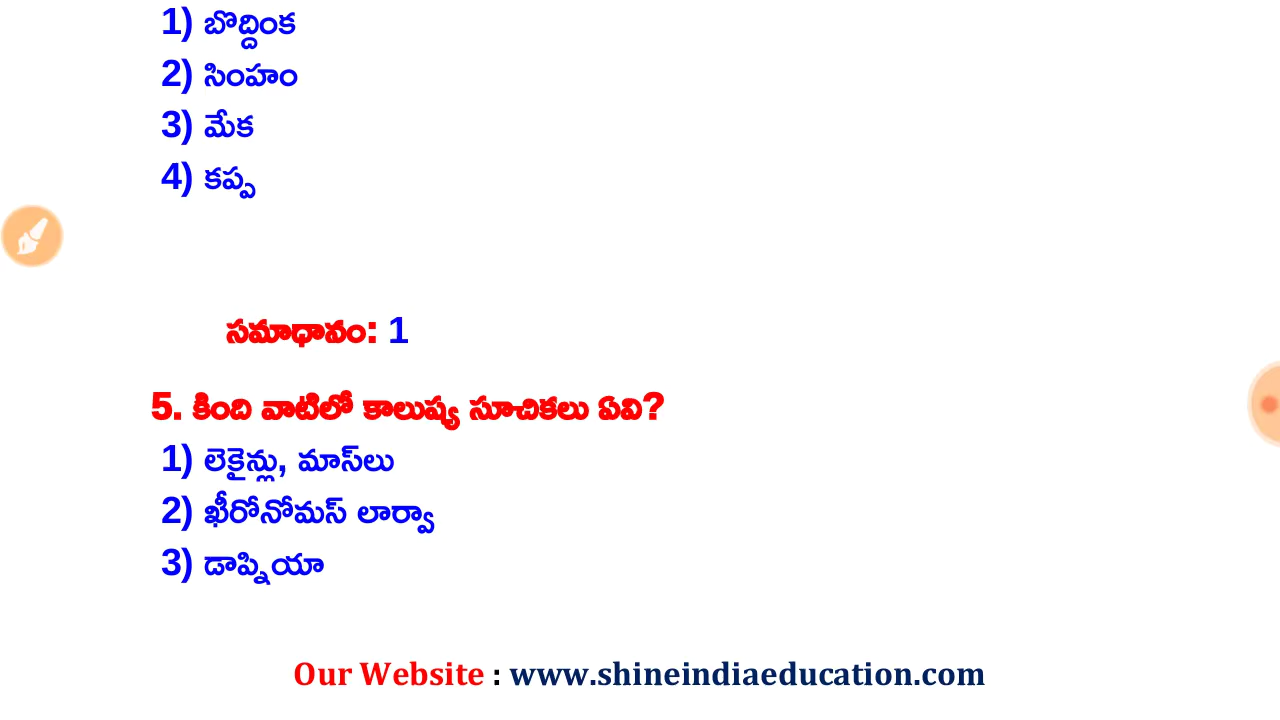 1) బొద్దింక
2) సింహం
3) మేక
4) కప్ప
సమాధానం: 1
5. కింది వాటిలో కాలుష్య సూచికలు ఏవి?
1) లెకైన్లు, మాస్‌లు
2) ఖీరోనోమస్ లార్వా
3) డాప్నియా
Our Website : www.shineindiaeducation.com